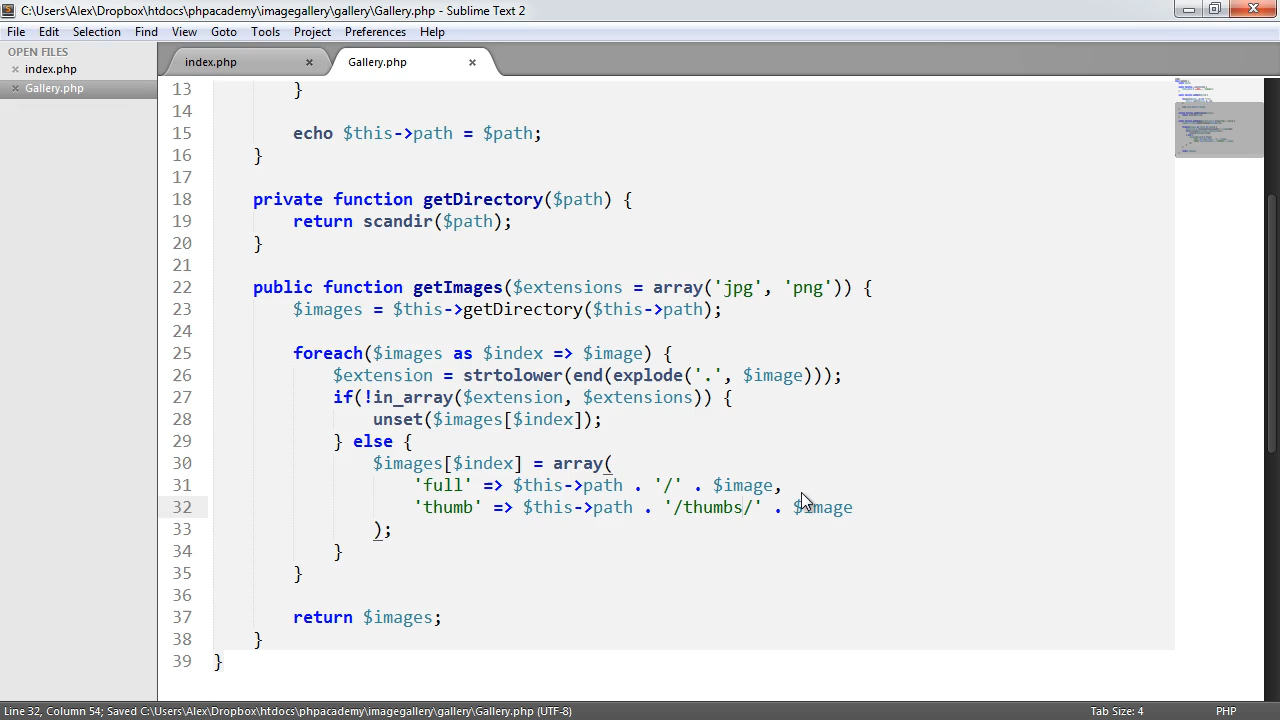 C:\Users\Alex\Dropbox\htdocs\phpacademy\imagegallery\gallery\Gallery.php - Sublime Text 2
File Edit Selection Find View Goto Tools Project Preferences Help
OPEN FILES
index.php
Gallery.php
index.php Gallery.php
13 }
14
15 echo $this->path = $path;
16 }
17
18 private function getDirectory($path) {
19 return scandir($path);
20 }
21
22 public function getImages($extensions = array('jpg', 'png')) {
23 $images = $this->getDirectory($this->path);
24
25 foreach($images as $index => $image) {
26 $extension = strtolower(end(explode('.', $image)));
27 if(!in_array($extension, $extensions)) {
28 unset($images[$index]);
29 } else {
30 $images[$index] = array(
31 'full' => $this->path . '/' . $image,
32 'thumb' => $this->path . '/thumbs/' . $image
33 );
34 }
35 }
36
37 return $images;
38 }
39 }
Line 32, Column 54; Saved C:\Users\Alex\Dropbox\htdocs\phpacademy\imagegallery\gallery\Gallery.php (UTF-8) Tab Size: 4 PHP